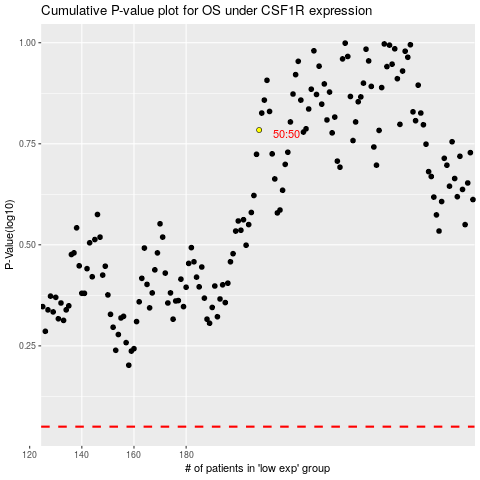 Cumulative P-value plot for OS under CSF1R expression
P-Value(log10)
1.00
0.75
0.50
0.25
50:50
120 140 160 180
# of patients in 'low exp' group